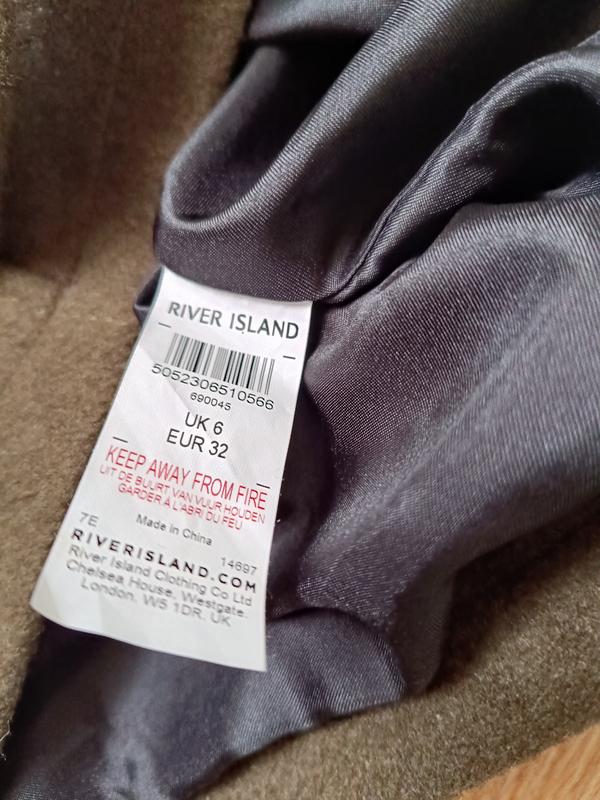 RIVER ISLAND
5052306510566
690045
UK 6
EUR 32
KEEP AWAY FROM FIRE
UIT DE BUURT VAN VUUR HOUDEN
GARDER À L'ABRI DU FEU
7E Made in China 14697
RIVERISLAND.COM
River Island Clothing Co Ltd
Chelsea House, Westgate.
London. W5 1DR. UK